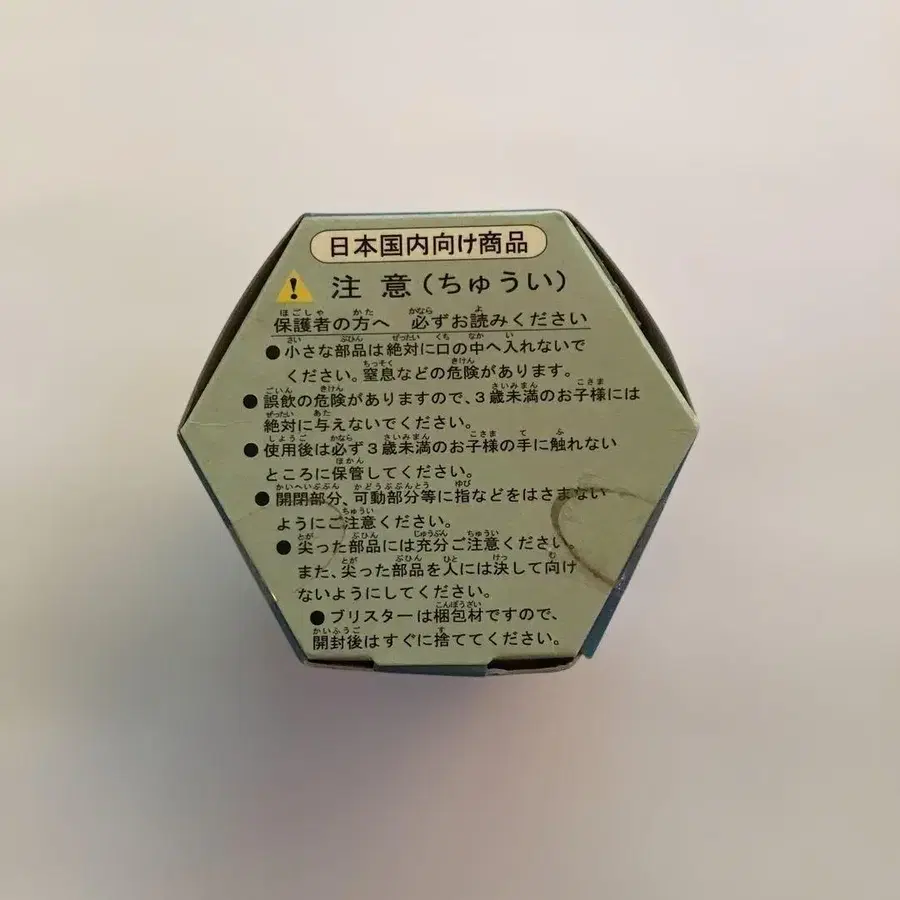 日本国内向け商品
注意(ちゅうい)
保護者の方へ 必ずお読みください
●小さな部品は絶対に口の中へ入れないで
ください。窒息などの危険があります。
●誤飲の危険がありますので、3歳未満のお子様には
絶対に与えないでください。
●使用後は必ず3歳未満のお子様の手に触れない
ところに保管してください。
●開閉部分、可動部分等に指などをはさまない
ようにご注意ください。
●尖った部品には充分ご注意ください。
また、尖った部品を人には決して向け
ないようにしてください。
●ブリスターは梱包材ですので、
開封後はすぐに捨ててください。